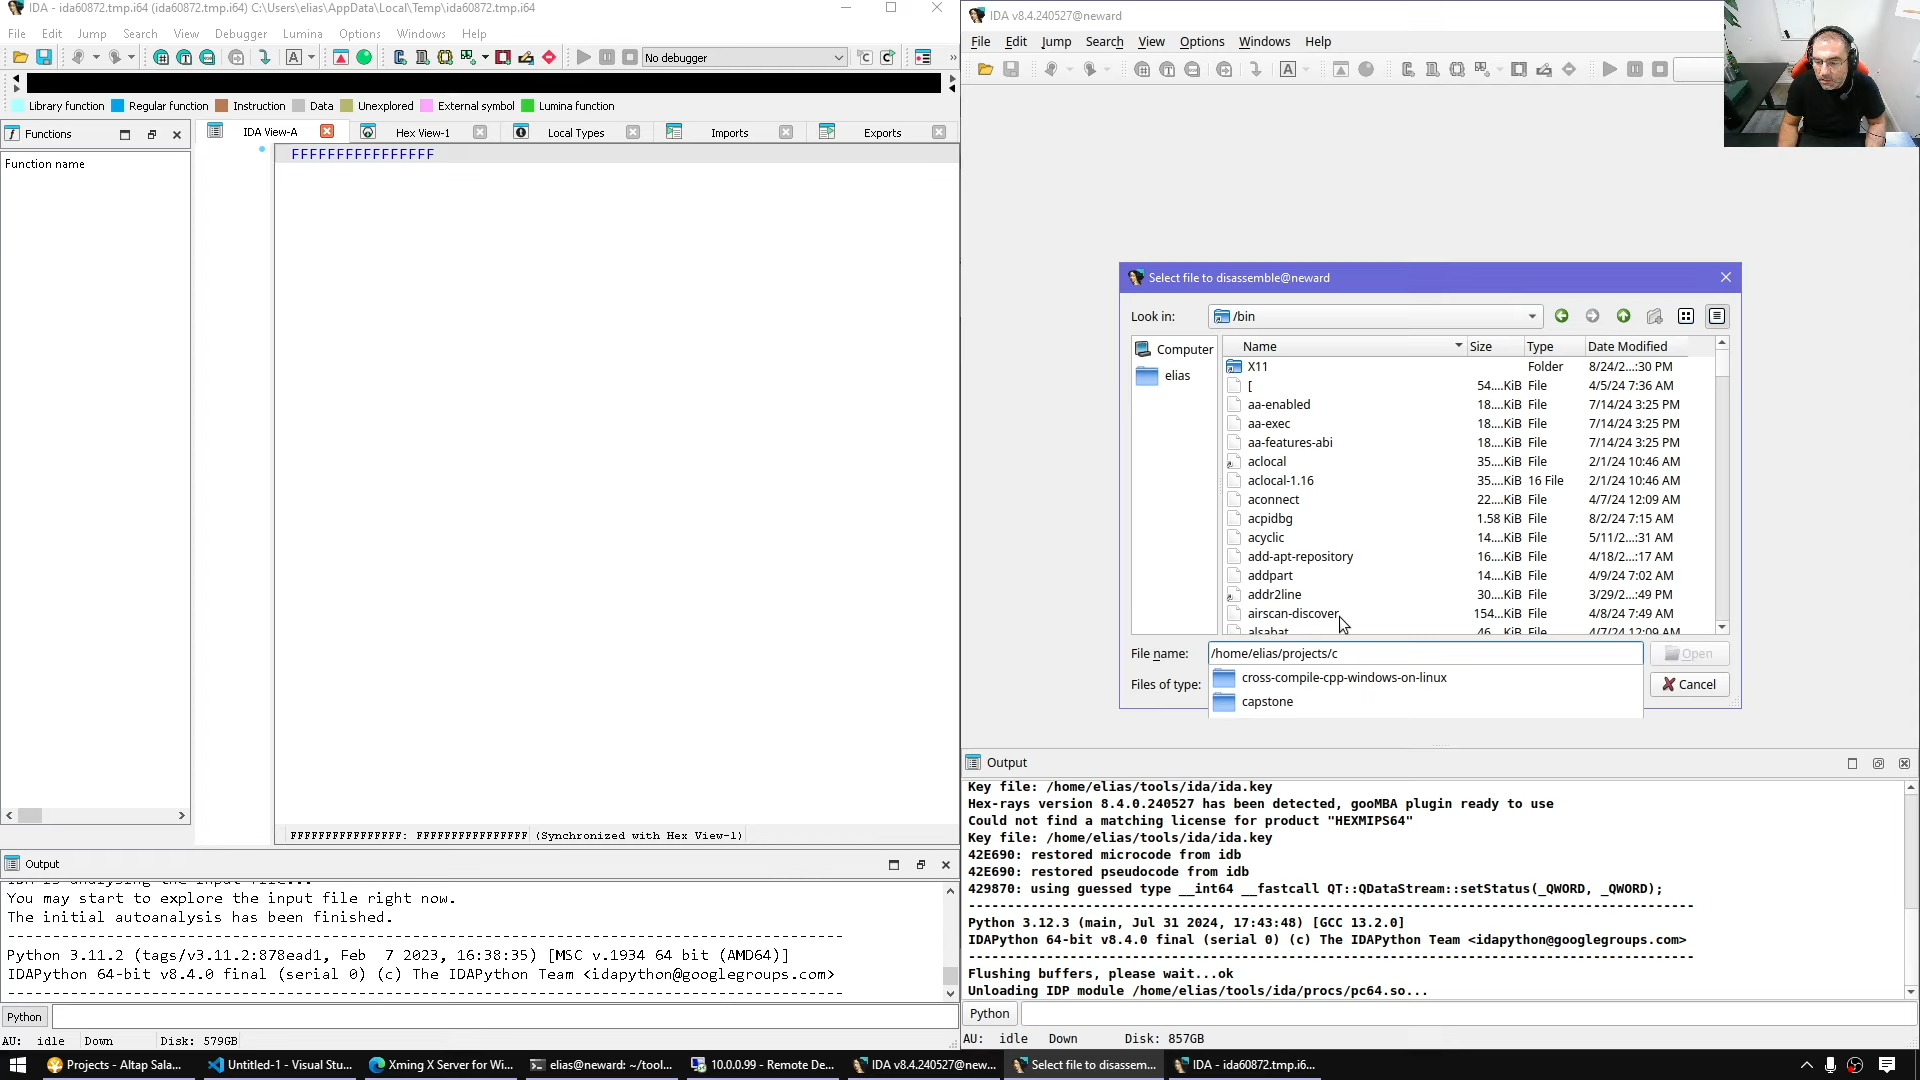 IDA - ida60872.tmp.i64 (ida60872.tmp.i64) C:\Users\elias\AppData\Local\Temp\ida60872.tmp.i64
File Edit Jump Search View Debugger Lumina Options Windows Help
No debugger
Library function Regular function Instruction Data Unexplored External symbol Lumina function
Functions
IDA View-A Hex View-1 Local Types Imports Exports
Function name
FFFFFFFFFFFFFFFF
FFFFFFFFFFFFFFFF: FFFFFFFFFFFFFFFF (Synchronized with Hex View-1)
Output
You may start to explore the input file right now.
The initial autoanalysis has been finished.
Python 3.11.2 (tags/v3.11.2:878ead1, Feb 7 2023, 16:38:35) [MSC v.1934 64 bit (AMD64)]
IDAPython 64-bit v8.4.0 final (serial 0) (c) The IDAPython Team <idapython@googlegroups.com>
Python
AU: idle Down Disk: 579GB
IDA v8.4.240527@neward
File Edit Jump Search View Options Windows Help
Select file to disassemble@neward
Look in: /bin
Computer
elias
Name Size Type Date Modified
X11 Folder 8/24/2...:30 PM
[ 54....KiB File 4/5/24 7:36 AM
aa-enabled 18....KiB File 7/14/24 3:25 PM
aa-exec 18....KiB File 7/14/24 3:25 PM
aa-features-abi 18....KiB File 7/14/24 3:25 PM
aclocal 35....KiB File 2/1/24 10:46 AM
aclocal-1.16 35....KiB 16 File 2/1/24 10:46 AM
aconnect 22....KiB File 4/7/24 12:09 AM
acpidbg 1.58 KiB File 8/2/24 7:15 AM
acyclic 14....KiB File 5/11/2...:31 AM
add-apt-repository 16....KiB File 4/18/2...:17 AM
addpart 14....KiB File 4/9/24 7:02 AM
addr2line 30....KiB File 3/29/2...:49 PM
airscan-discover 154...KiB File 4/8/24 7:49 AM
alsabat 46....KiB File 4/7/24 12:09 AM
File name: /home/elias/projects/c Open
cross-compile-cpp-windows-on-linux
Files of type: Cancel
capstone
Output
Key file: /home/elias/tools/ida/ida.key
Hex-rays version 8.4.0.240527 has been detected, gooMBA plugin ready to use
Could not find a matching license for product "HEXMIPS64"
Key file: /home/elias/tools/ida/ida.key
42E690: restored microcode from idb
42E690: restored pseudocode from idb
429870: using guessed type __int64 __fastcall QT::QDataStream::setStatus(_QWORD, _QWORD);
Python 3.12.3 (main, Jul 31 2024, 17:43:48) [GCC 13.2.0]
IDAPython 64-bit v8.4.0 final (serial 0) (c) The IDAPython Team <idapython@googlegroups.com>
Flushing buffers, please wait...ok
Unloading IDP module /home/elias/tools/ida/procs/pc64.so...
Python
AU: idle Down Disk: 857GB
Projects - Altap Sala... Untitled-1 - Visual Stu... Xming X Server for Wi... elias@neward: ~/tool... 10.0.0.99 - Remote De... IDA v8.4.240527@new... Select file to disassem... IDA - ida60872.tmp.i6...